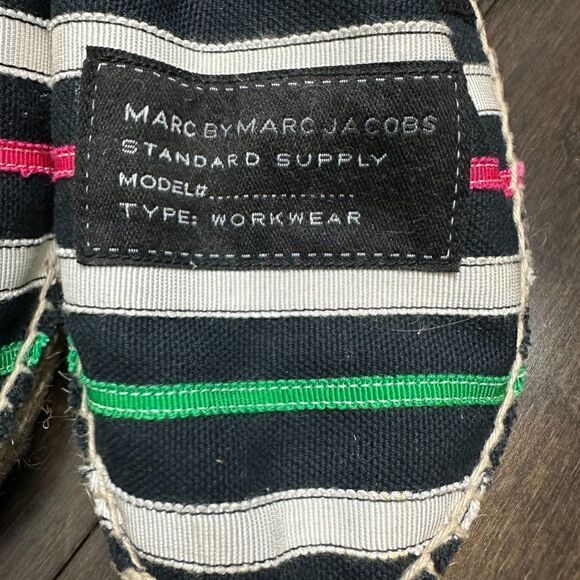 MARC BY MARC JACOBS
STANDARD SUPPLY
MODEL#......................
TYPE: WORKWEAR